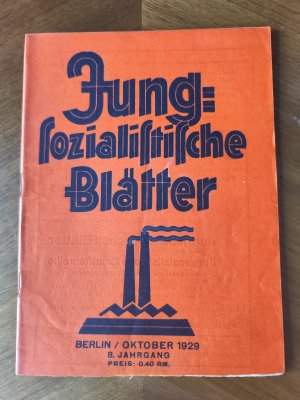 Jung=
sozialistische
Blätter
BERLIN / OKTOBER 1929
8. JAHRGANG
PREIS: 0.40 RM.